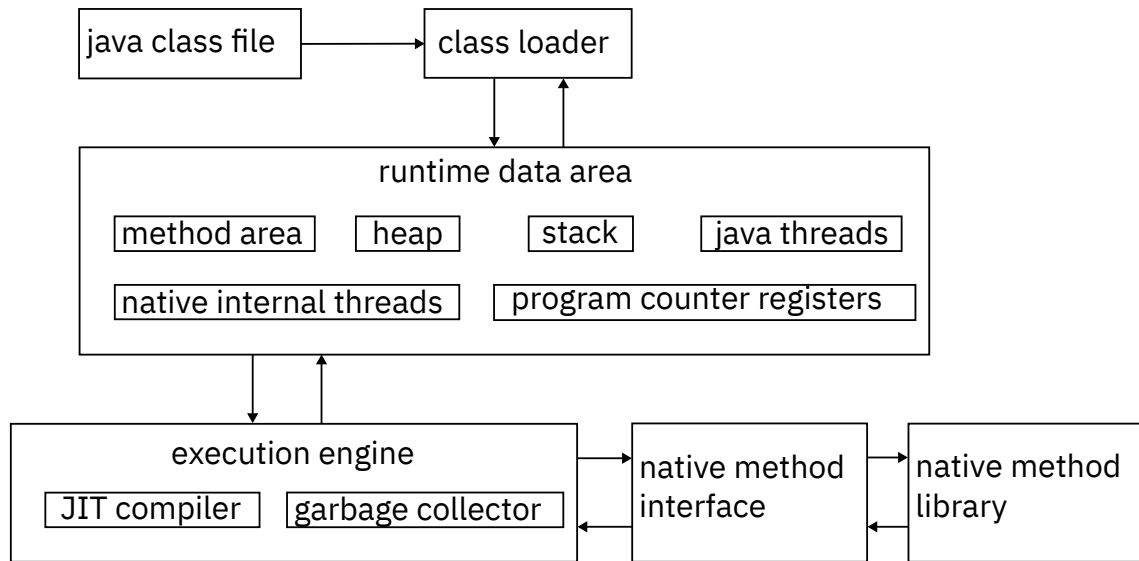 java class file
class loader
runtime data area
method area
heap
stack
java threads
native internal threads
program counter registers
execution engine
JIT compiler
garbage collector
native method
interface
native method
library